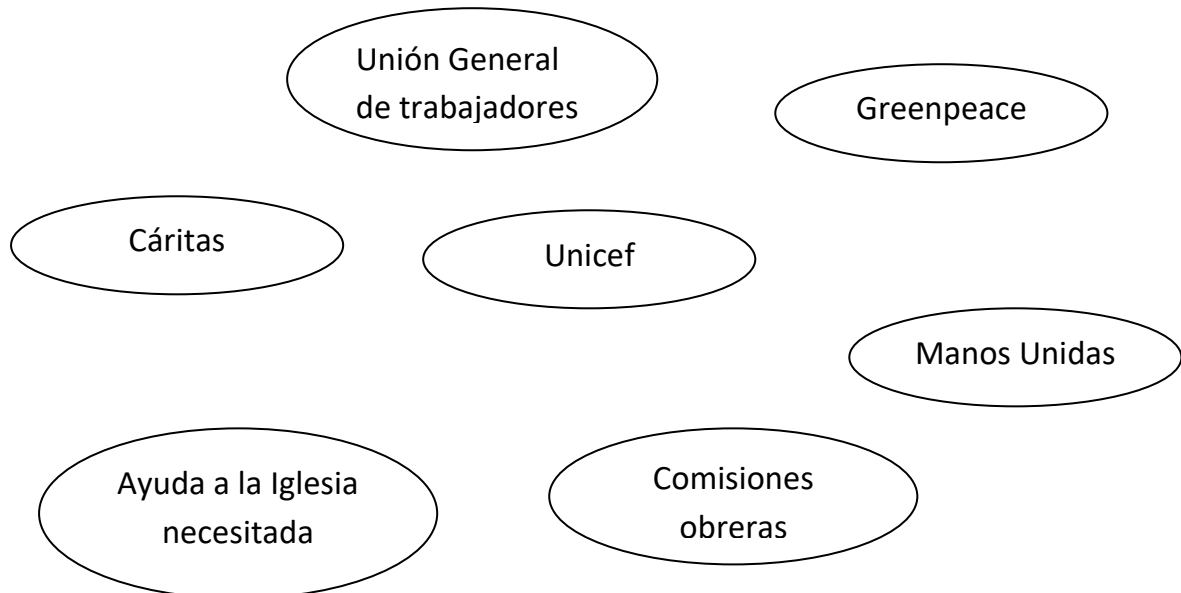 Unión General
de trabajadores
Greenpeace
Cáritas
Unicef
Manos Unidas
Ayuda a la Iglesia
necesitada
Comisiones
obreras